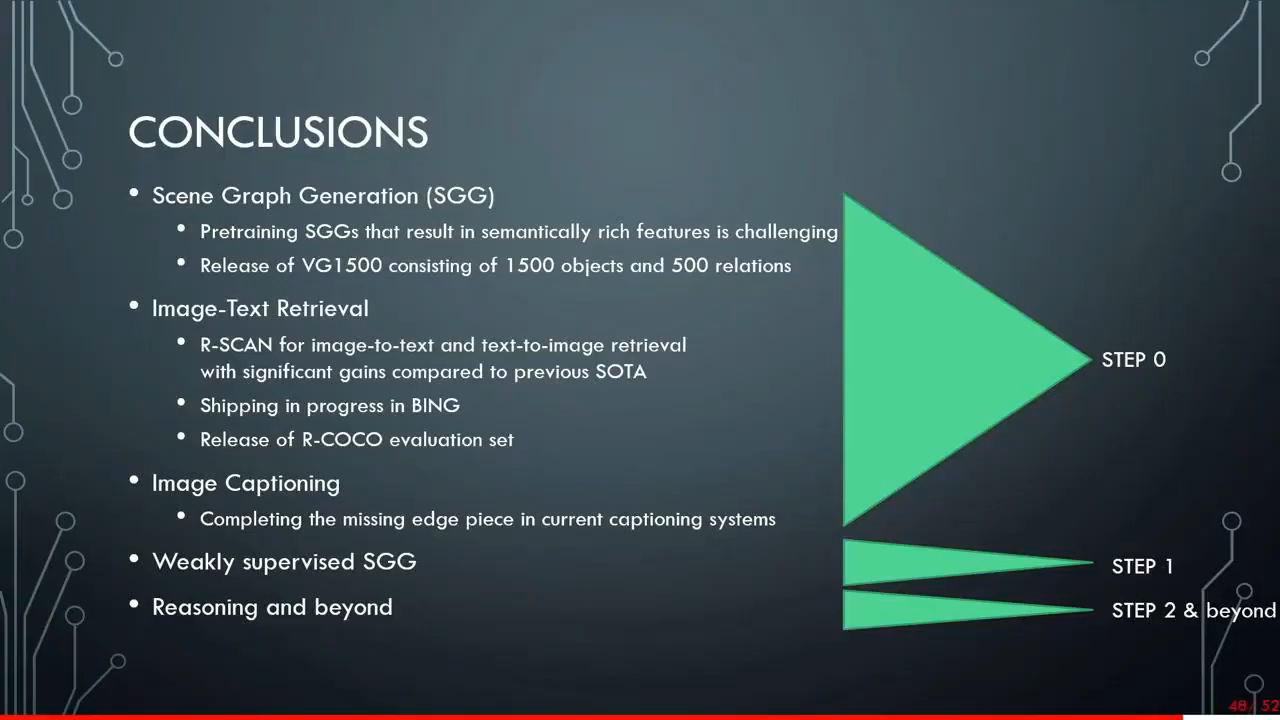 CONCLUSIONS
• Scene Graph Generation (SGG)
• Pretraining SGGs that result in semantically rich features is challenging
• Release of VG1500 consisting of 1500 objects and 500 relations
• Image-Text Retrieval
• R-SCAN for image-to-text and text-to-image retrieval
with significant gains compared to previous SOTA
STEP 0
• Shipping in progress in BING
• Release of R-COCO evaluation set
• Image Captioning
• Completing the missing edge piece in current captioning systems
• Weakly supervised SGG
STEP 1
• Reasoning and beyond
STEP 2 & beyond
48/ 52